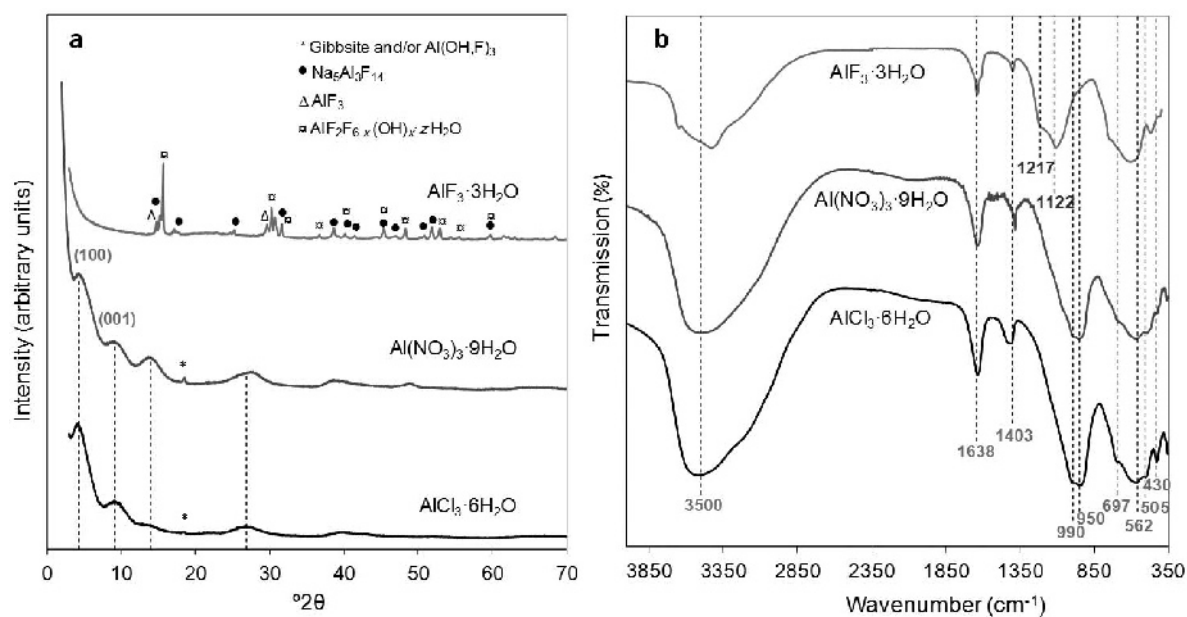 a
* Gibbsite and/or Al(OH,F)₃
● Na₅Al₃F₁₄
Δ AlF₃
¤ AlF₂F₆₋ₓ(OH)ₓ·zH₂O
AlF₃·3H₂O
(100)
(001)
Al(NO₃)₃·9H₂O
*
AlCl₃·6H₂O
*
Intensity (arbitrary units)
0 10 20 30 40 50 60 70
º2θ
b
AlF₃·3H₂O
1217
1122
Al(NO₃)₃·9H₂O
AlCl₃·6H₂O
1638
1403
3500
430
697
505
950
562
990
Transmission (%)
3850 3350 2850 2350 1850 1350 850 350
Wavenumber (cm⁻¹)